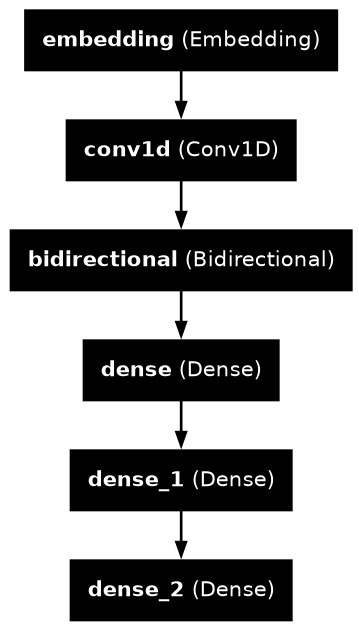 embedding (Embedding)
conv1d (Conv1D)
bidirectional (Bidirectional)
dense (Dense)
dense_1 (Dense)
dense_2 (Dense)